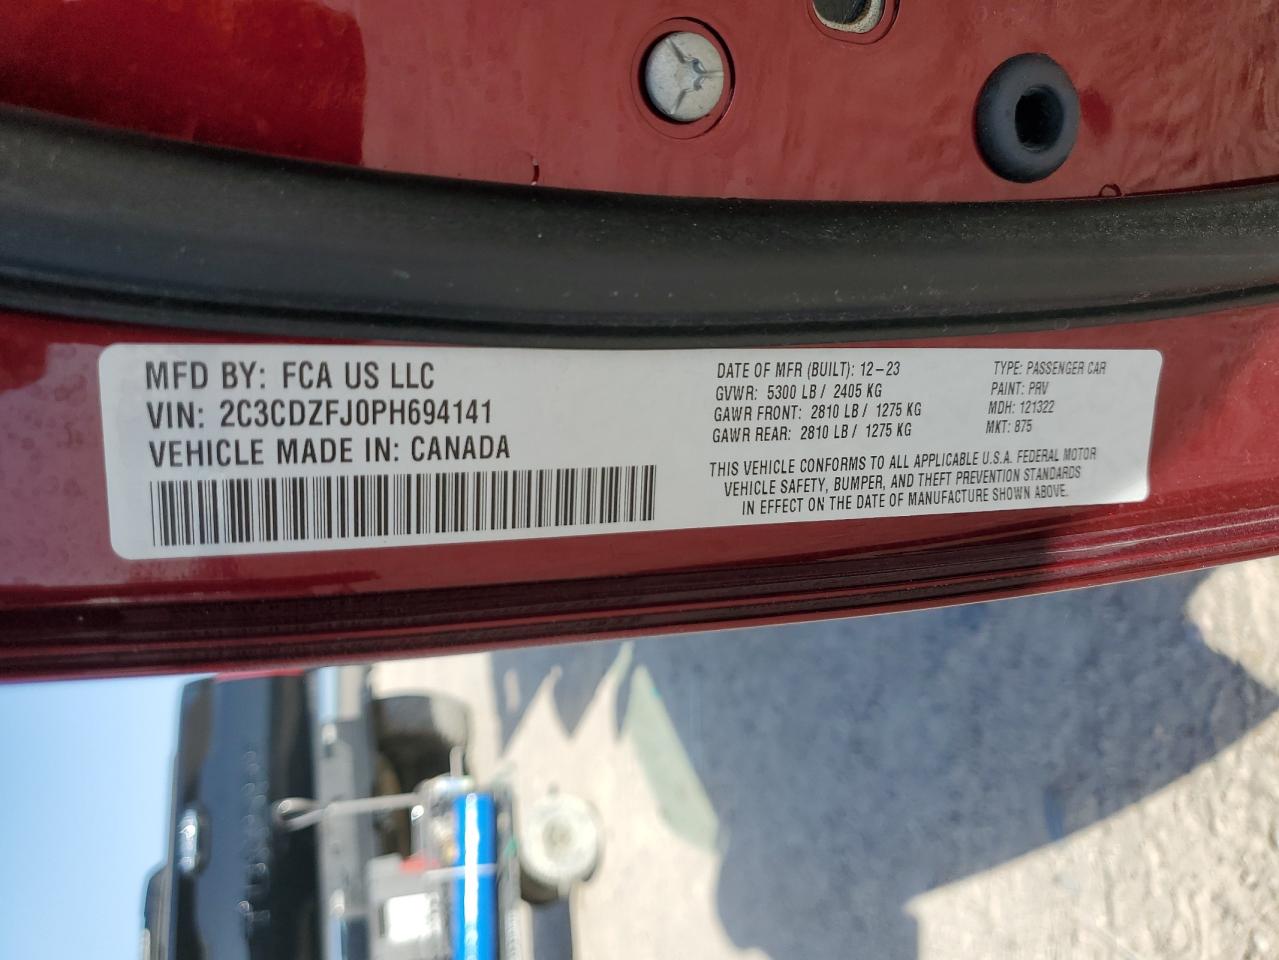 MFD BY: FCA US LLC
VIN: 2C3CDZFJ0PH694141
VEHICLE MADE IN: CANADA
DATE OF MFR (BUILT): 12-23
GVWR: 5300 LB / 2405 KG
GAWR FRONT: 2810 LB / 1275 KG
GAWR REAR: 2810 LB / 1275 KG
TYPE: PASSENGER CAR
PAINT: PRV
MDH: 121322
MKT: 875
THIS VEHICLE CONFORMS TO ALL APPLICABLE U.S.A. FEDERAL MOTOR
VEHICLE SAFETY, BUMPER, AND THEFT PREVENTION STANDARDS
IN EFFECT ON THE DATE OF MANUFACTURE SHOWN ABOVE.